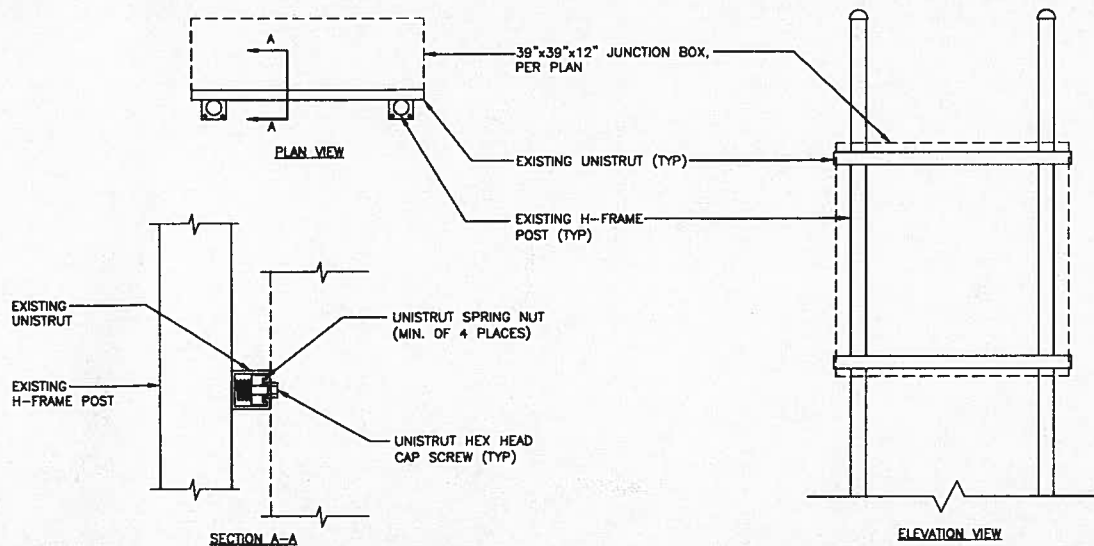 A
A
PLAN VIEW
39"x39"x12" JUNCTION BOX,
PER PLAN
EXISTING UNISTRUT (TYP)
EXISTING H-FRAME
POST (TYP)
EXISTING
UNISTRUT
EXISTING
H-FRAME POST
UNISTRUT SPRING NUT
(MIN. OF 4 PLACES)
UNISTRUT HEX HEAD
CAP SCREW (TYP)
SECTION A-A
ELEVATION VIEW